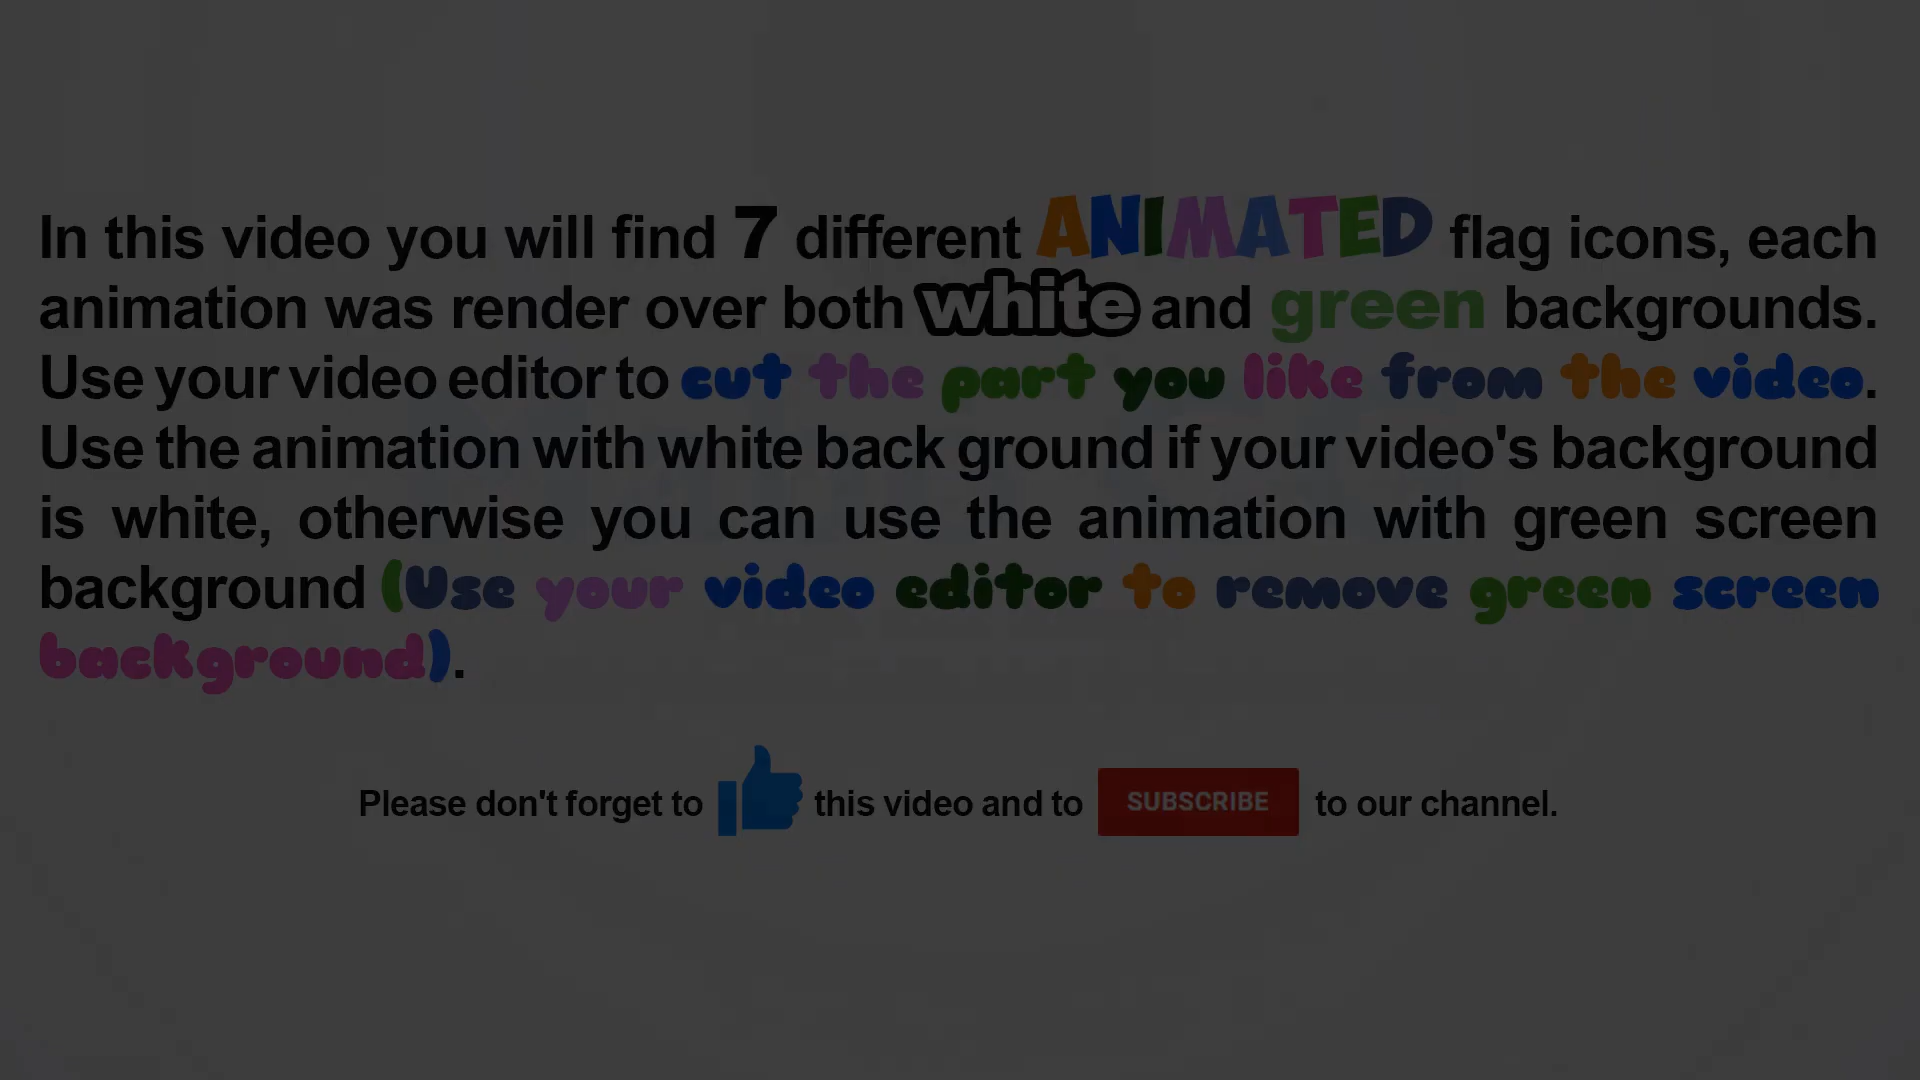 In this video you will find 7 different ANIMATED flag icons, each
animation was render over both white and green backgrounds.
Use your video editor to cut the part you like from the video.
Use the animation with white back ground if your video's background
is white, otherwise you can use the animation with green screen
background (Use your video editor to remove green screen
background).
Please don't forget to this video and to SUBSCRIBE to our channel.